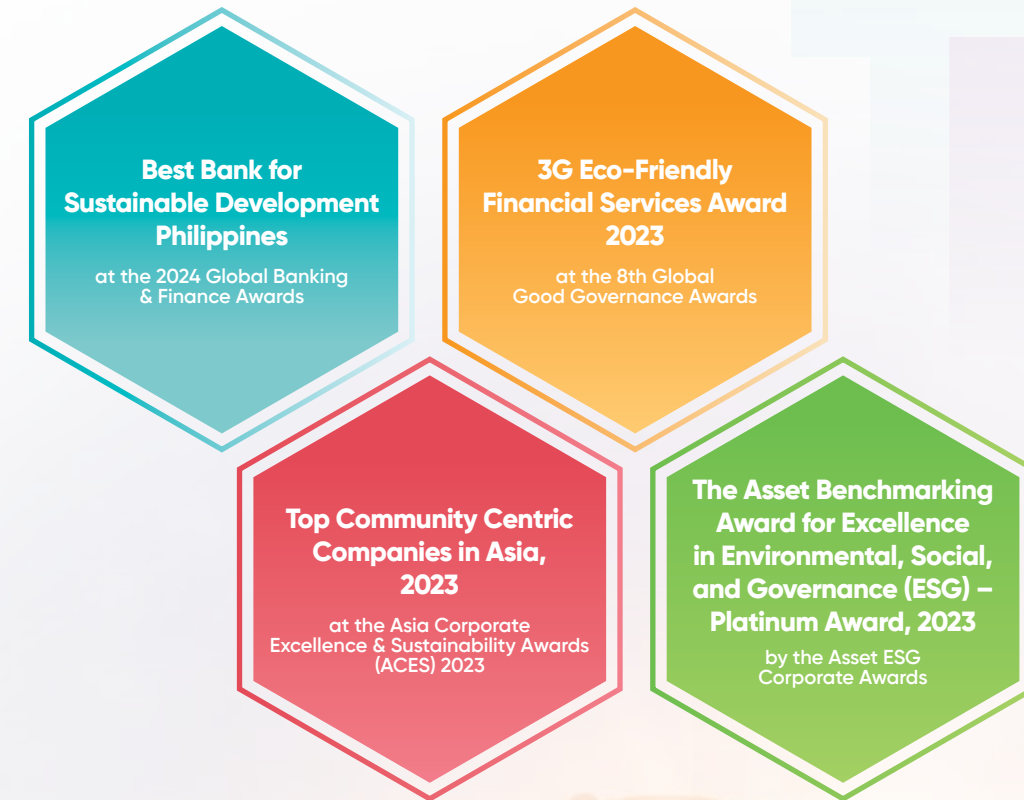 Best Bank for
Sustainable Development
Philippines
at the 2024 Global Banking
& Finance Awards
3G Eco-Friendly
Financial Services Award
2023
at the 8th Global
Good Governance Awards
Top Community Centric
Companies in Asia,
2023
at the Asia Corporate
Excellence & Sustainability Awards
(ACES) 2023
The Asset Benchmarking
Award for Excellence
in Environmental, Social,
and Governance (ESG) –
Platinum Award, 2023
by the Asset ESG
Corporate Awards